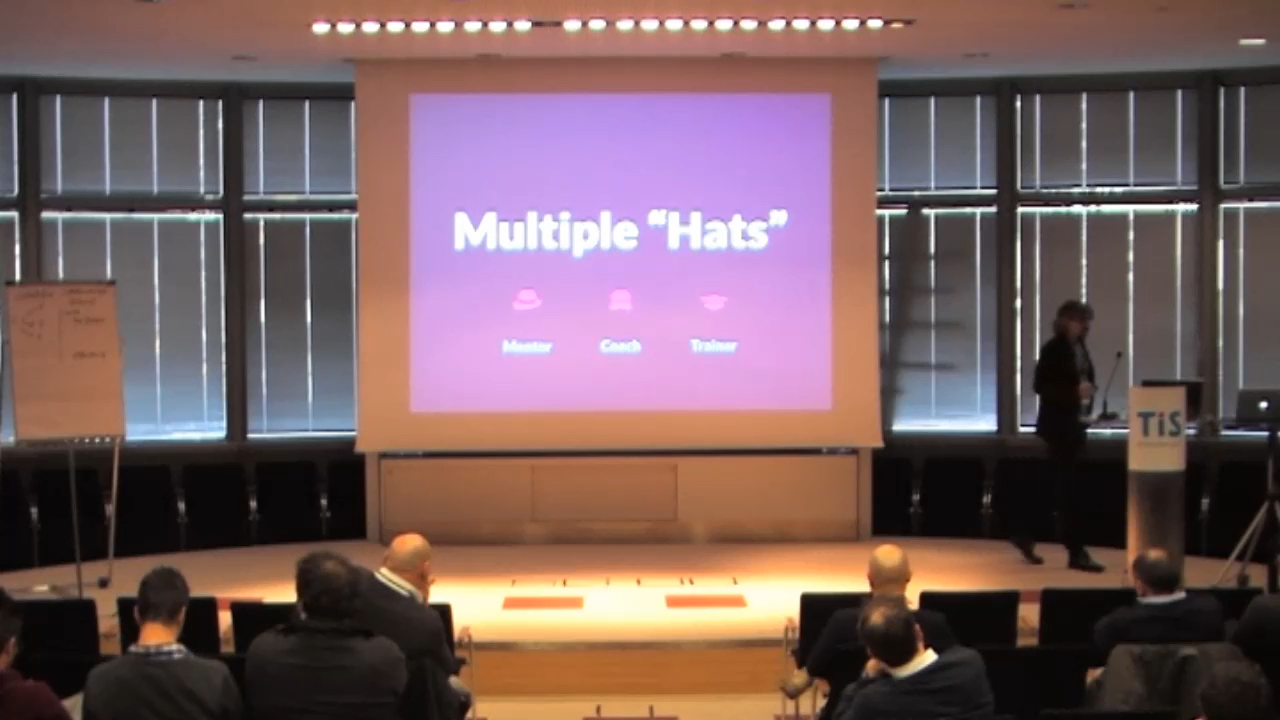 Multiple “Hats”
Mentor Coach Trainer
TiS